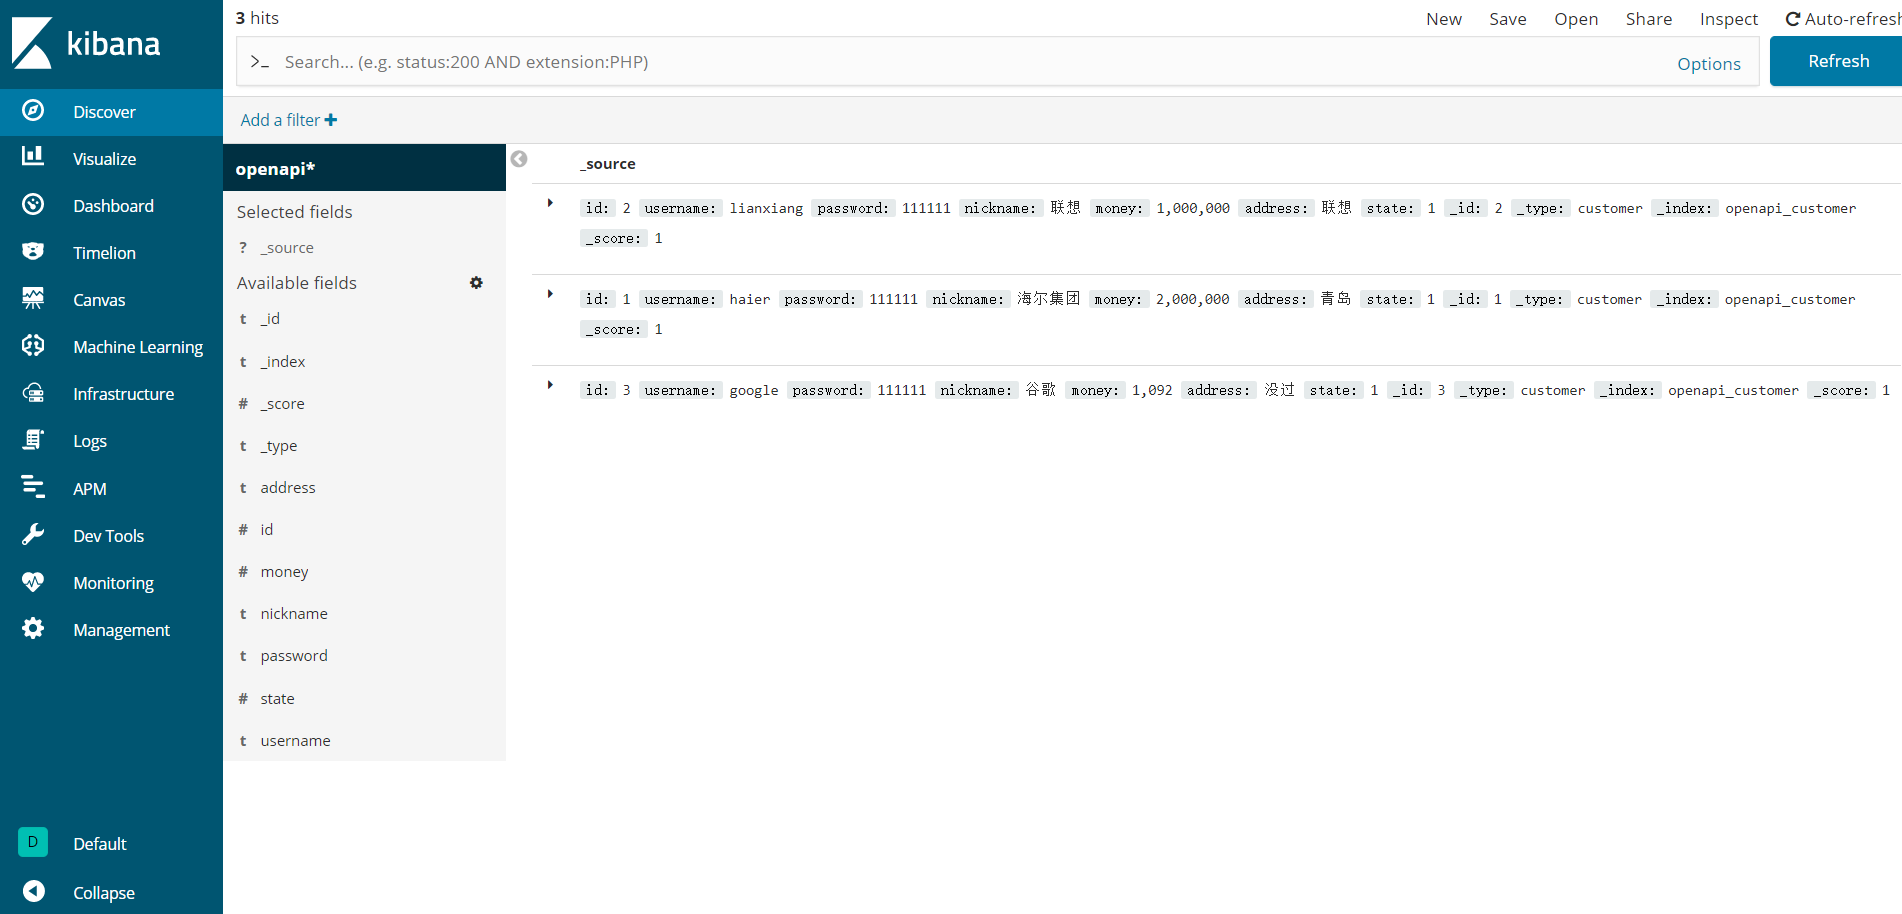 kibana
Discover
Visualize
Dashboard
Timelion
Canvas
Machine Learning
Infrastructure
Logs
APM
Dev Tools
Monitoring
Management
D Default
Collapse
3 hits
New Save Open Share Inspect Auto-refresh
>_ Search... (e.g. status:200 AND extension:PHP) Options Refresh
Add a filter +
openapi*
Selected fields
? _source
Available fields
t _id
t _index
# _score
t _type
t address
# id
# money
t nickname
t password
# state
t username
_source
id: 2 username: lianxiang password: 111111 nickname: 联想 money: 1,000,000 address: 联想 state: 1 _id: 2 _type: customer _index: openapi_customer
_score: 1
id: 1 username: haier password: 111111 nickname: 海尔集团 money: 2,000,000 address: 青岛 state: 1 _id: 1 _type: customer _index: openapi_customer
_score: 1
id: 3 username: google password: 111111 nickname: 谷歌 money: 1,092 address: 没过 state: 1 _id: 3 _type: customer _index: openapi_customer _score: 1